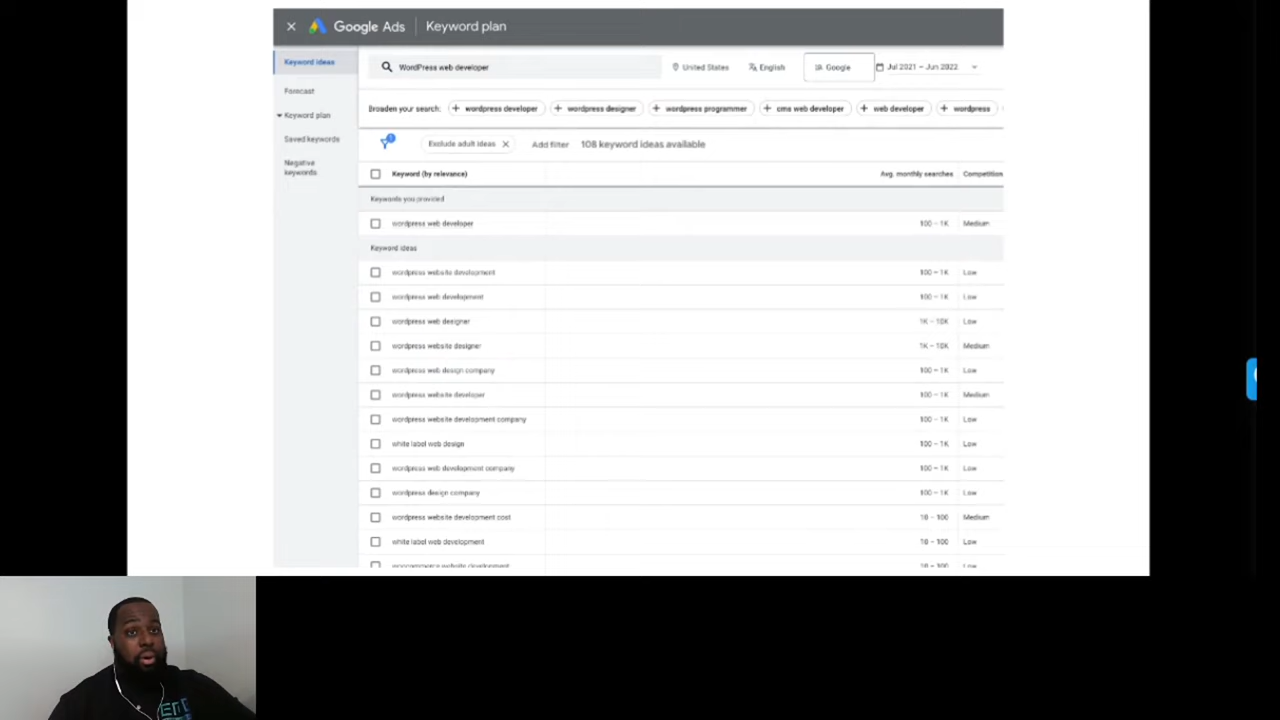 Google Ads Keyword plan
Keyword ideas
Forecast
Keyword plan
Saved keywords
Negative
keywords
WordPress web developer United States English Google Jul 2021 – Jun 2022
Broaden your search: + wordpress developer + wordpress designer + wordpress programmer + cms web developer + web developer + wordpress
1 Exclude adult ideas Add filter 108 keyword ideas available
Keyword (by relevance) Avg. monthly searches Competition
Keywords you provided
wordpress web developer 100 – 1K Medium
Keyword ideas
wordpress website development 100 – 1K Low
wordpress web development 100 – 1K Low
wordpress web designer 1K – 10K Low
wordpress website designer 1K – 10K Medium
wordpress web design company 100 – 1K Low
wordpress website developer 100 – 1K Medium
wordpress website development company 100 – 1K Low
white label web design 100 – 1K Low
wordpress web development company 100 – 1K Low
wordpress design company 100 – 1K Low
wordpress website development cost 10 – 100 Medium
white label web development 10 – 100 Low
woocommerce website development 10 – 100 Low